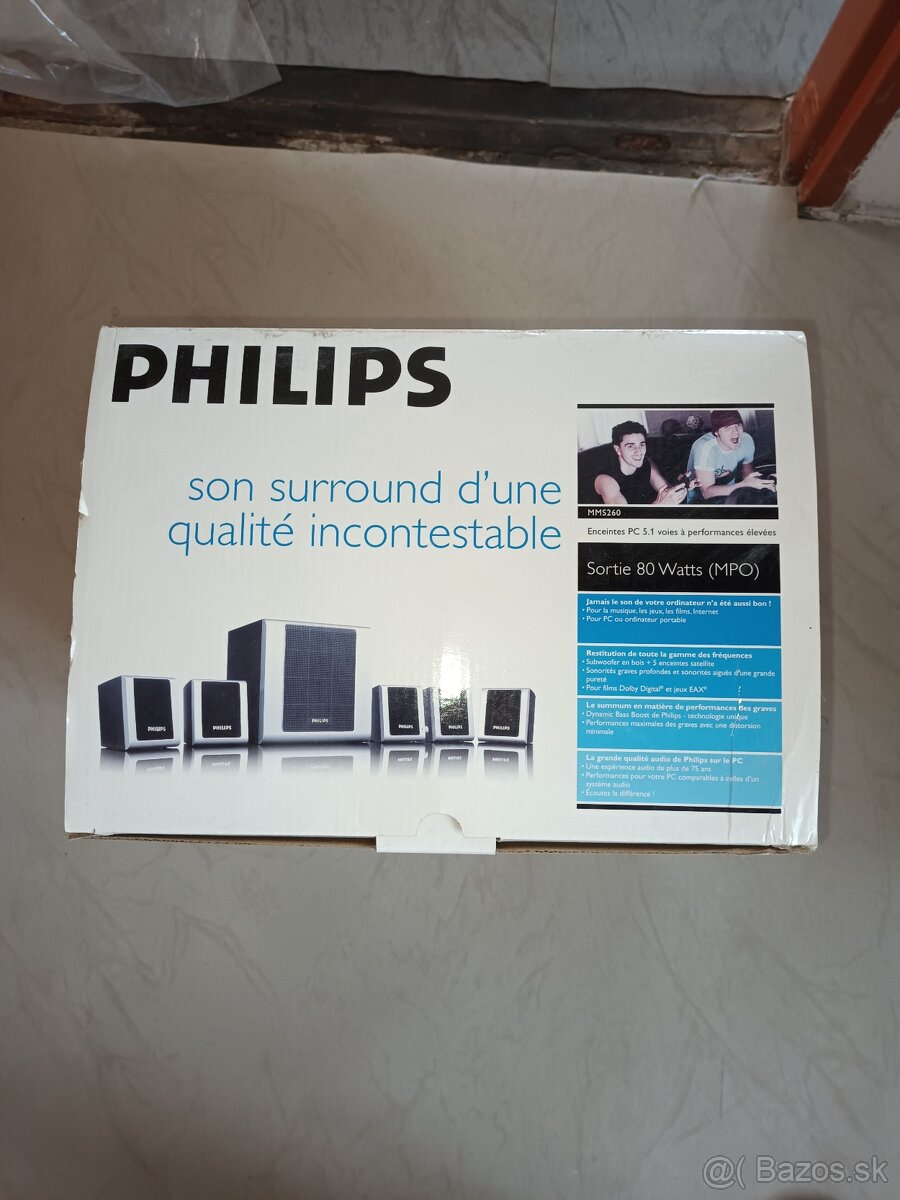 PHILIPS
son surround d'une
qualité incontestable
MMS260
Enceintes PC 5.1 voies à performances élevées
Sortie 80 Watts (MPO)
Jamais le son de votre ordinateur n'a été aussi bon !
• Pour la musique, les jeux, les films, Internet
• Pour PC ou ordinateur portable
Restitution de toute la gamme des fréquences
• Subwoofer en bois + 5 enceintes satellite
• Sonorités graves profondes et sonorités aiguës d'une grande
pureté
• Pour films Dolby Digital® et jeux EAX®
Le summum en matière de performances des graves
• Dynamic Bass Boost de Philips - technologie unique
• Performances maximales des graves avec une distorsion
minimale
La grande qualité audio de Philips sur le PC
• Une expérience audio de plus de 75 ans
• Performances pour votre PC comparables à celles d'un
système audio
• Écoutez la différence !
PHILIPS
PHILIPS
PHILIPS
PHILIPS
PHILIPS
PHILIPS
@( Bazos.sk